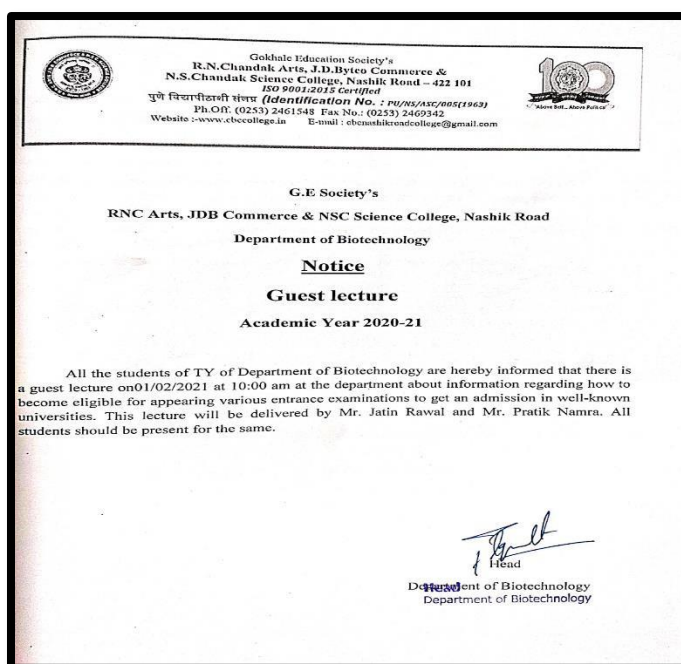 Gokhale Education Society's
R.N.Chandak Arts, J.D.Bytco Commerce &
N.S.Chandak Science College, Nashik Road – 422 101
ISO 9001:2015 Certified
पुणे विद्यापीठाची संलग्न (Identification No. : PU/NS/ASC/005(1963)
Ph.Off. (0253) 2461548 Fax No.: (0253) 2469342
Website :-www.cbccollege.in E-mail : cbcnashikroadcollege@gmail.com
100
"Above Self... Above Politics"
G.E Society's
RNC Arts, JDB Commerce & NSC Science College, Nashik Road
Department of Biotechnology
Notice
Guest lecture
Academic Year 2020-21
All the students of TY of Department of Biotechnology are hereby informed that there is
a guest lecture on01/02/2021 at 10:00 am at the department about information regarding how to
become eligible for appearing various entrance examinations to get an admission in well-known
universities. This lecture will be delivered by Mr. Jatin Rawal and Mr. Pratik Namra. All
students should be present for the same.
Head
Department of Biotechnology
Head
Department of Biotechnology